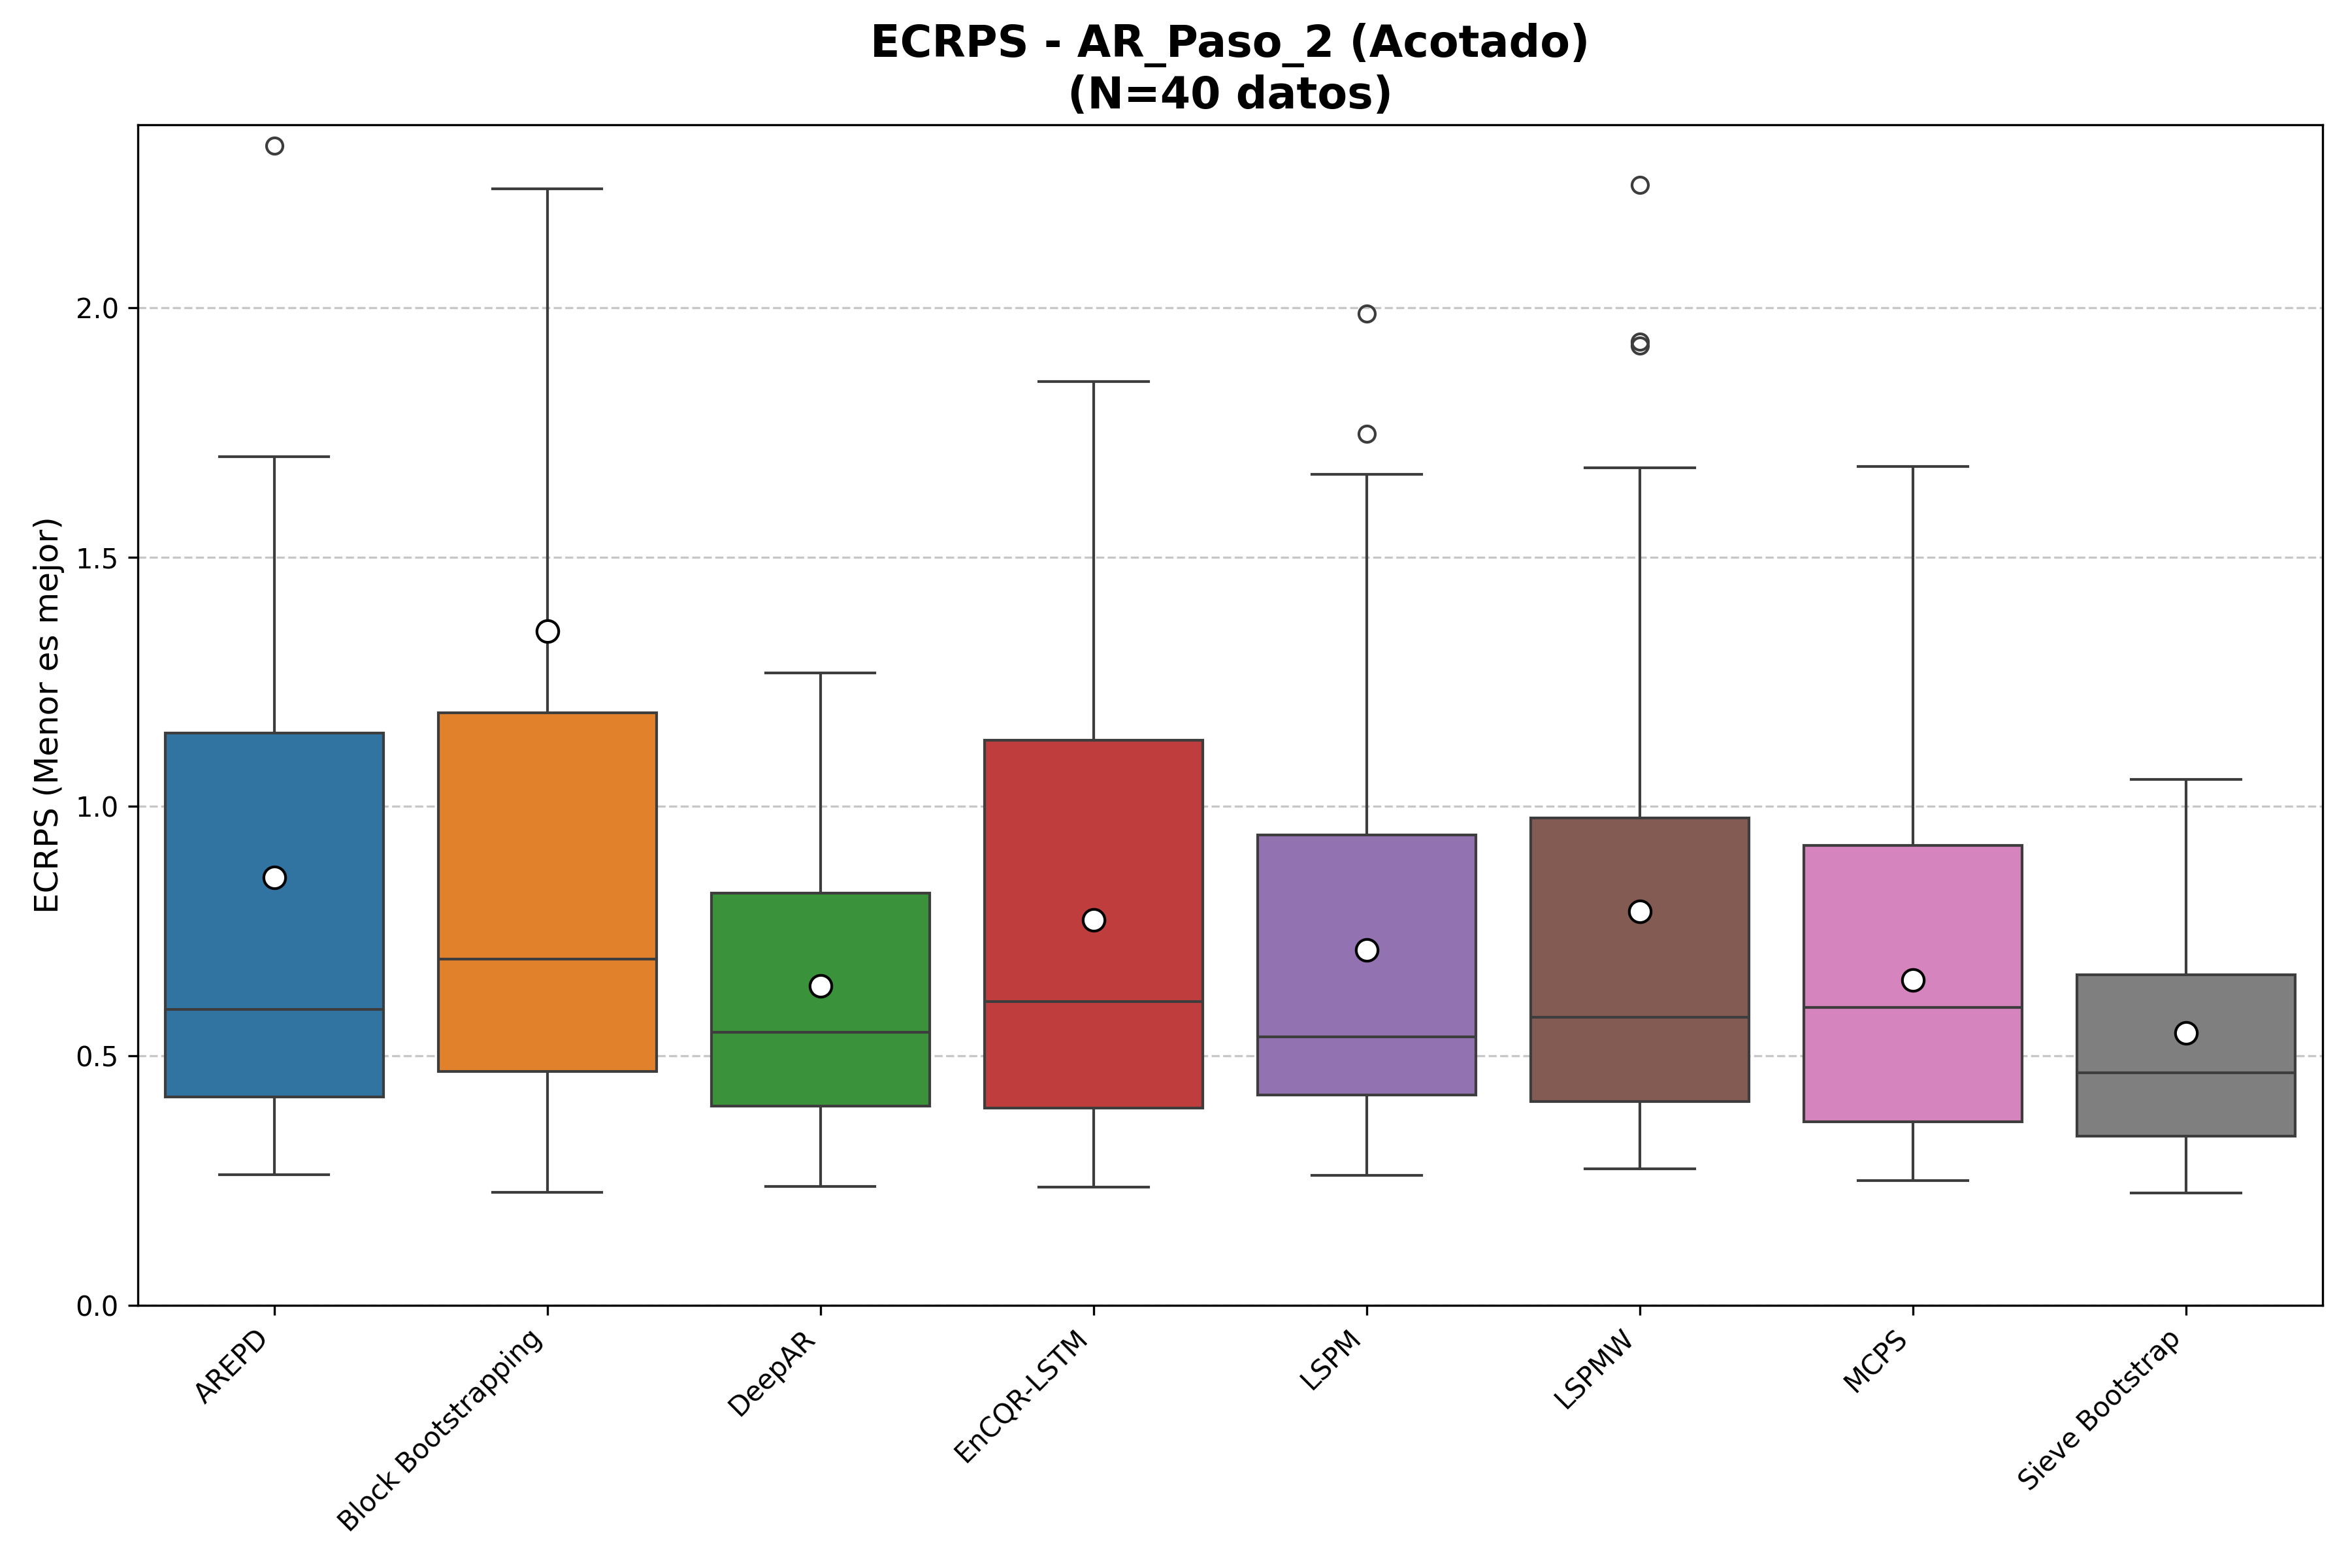 ECRPS - AR_Paso_2 (Acotado)
(N=40 datos)
ECRPS (Menor es mejor)
2.0
1.5
1.0
0.5
0.0
AREPD
Block Bootstrapping
DeepAR
EnCQR-LSTM
LSPM
LSPMW
MCPS
Sieve Bootstrap